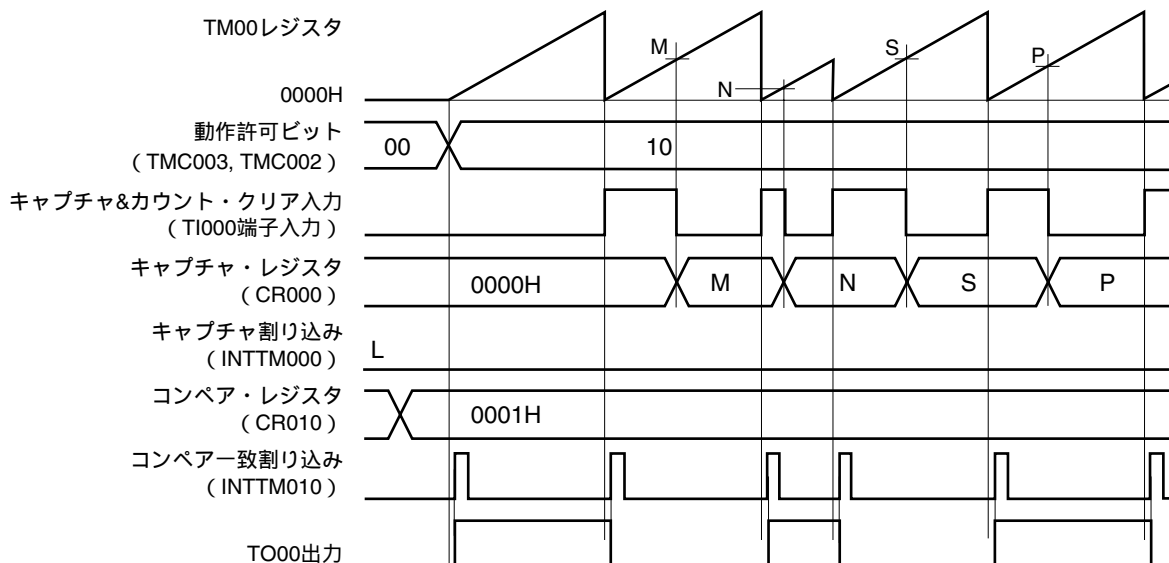 TM00レジスタ
M
S
P
N
0000H
動作許可ビット
(TMC003, TMC002)
00
10
キャプチャ&カウント・クリア入力
(TI000端子入力)
キャプチャ・レジスタ
(CR000)
0000H
M
N
S
P
キャプチャ割り込み
(INTTM000)
L
コンペア・レジスタ
(CR010)
0001H
コンペア一致割り込み
(INTTM010)
TO00出力